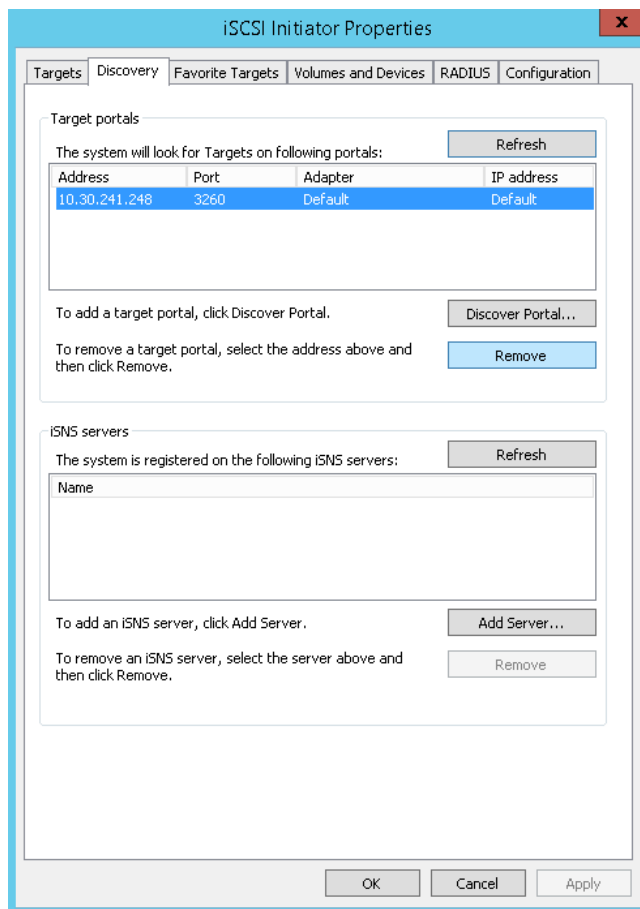 iSCSI Initiator Properties
x
Targets Discovery Favorite Targets Volumes and Devices RADIUS Configuration
Target portals
The system will look for Targets on following portals:
Refresh
Address Port Adapter IP address
10.30.241.248 3260 Default Default
To add a target portal, click Discover Portal.
Discover Portal...
To remove a target portal, select the address above and
then click Remove.
Remove
iSNS servers
The system is registered on the following iSNS servers:
Refresh
Name
To add an iSNS server, click Add Server.
Add Server...
To remove an iSNS server, select the server above and
then click Remove.
Remove
OK Cancel Apply